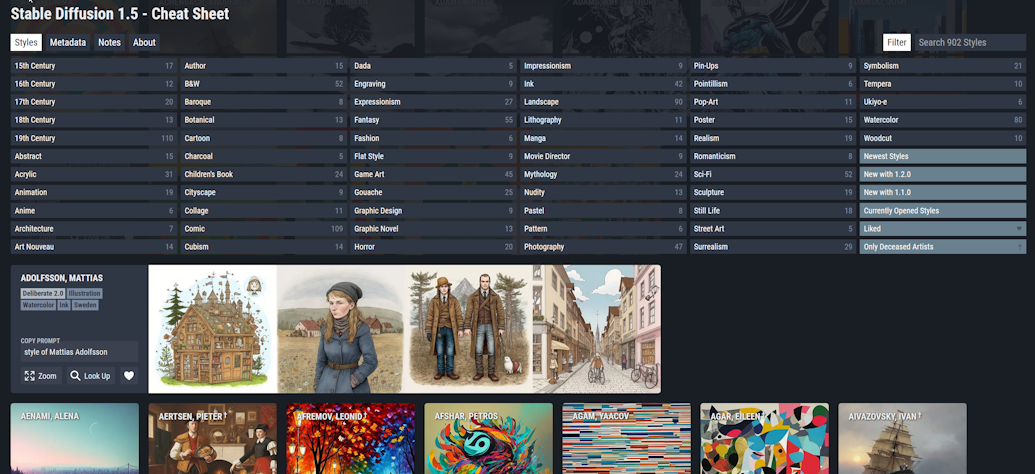 Stable Diffusion 1.5 - Cheat Sheet
Styles Metadata Notes About Filter Search 902 Styles
15th Century 17 Author 15 Dada 5 Impressionism 9 Pin-Ups 9 Symbolism 21
16th Century 12 B&W 52 Engraving 9 Ink 42 Pointillism 6 Tempera 10
17th Century 20 Baroque 8 Expressionism 27 Landscape 90 Pop-Art 11 Ukiyo-e 6
18th Century 13 Botanical 13 Fantasy 55 Lithography 11 Poster 15 Watercolor 80
19th Century 110 Cartoon 8 Fashion 6 Manga 14 Realism 19 Woodcut 10
Abstract 15 Charcoal 5 Flat Style 9 Movie Director 9 Romanticism 8 Newest Styles
Acrylic 31 Children's Book 24 Game Art 45 Mythology 24 Sci-Fi 52 New with 1.2.0
Animation 19 Cityscape 9 Gouache 25 Nudity 13 Sculpture 19 New with 1.1.0
Anime 6 Collage 11 Graphic Design 9 Pastel 8 Still Life 18 Currently Opened Styles
Architecture 7 Comic 109 Graphic Novel 13 Pattern 6 Street Art 5 Liked
Art Nouveau 14 Cubism 14 Horror 20 Photography 47 Surrealism 29 Only Deceased Artists
ADOLFSSON, MATTIAS
Deliberate 2.0 Illustration
Watercolor Ink Sweden
COPY PROMPT
style of Mattias Adolfsson
Zoom Look Up
AENAMI, ALENA AERTSEN, PIETER† AFREMOV, LEONID† AFSHAR, PETROS AGAM, YAACOV AGAR, EILEEN† AIVAZOVSKY, IVAN†